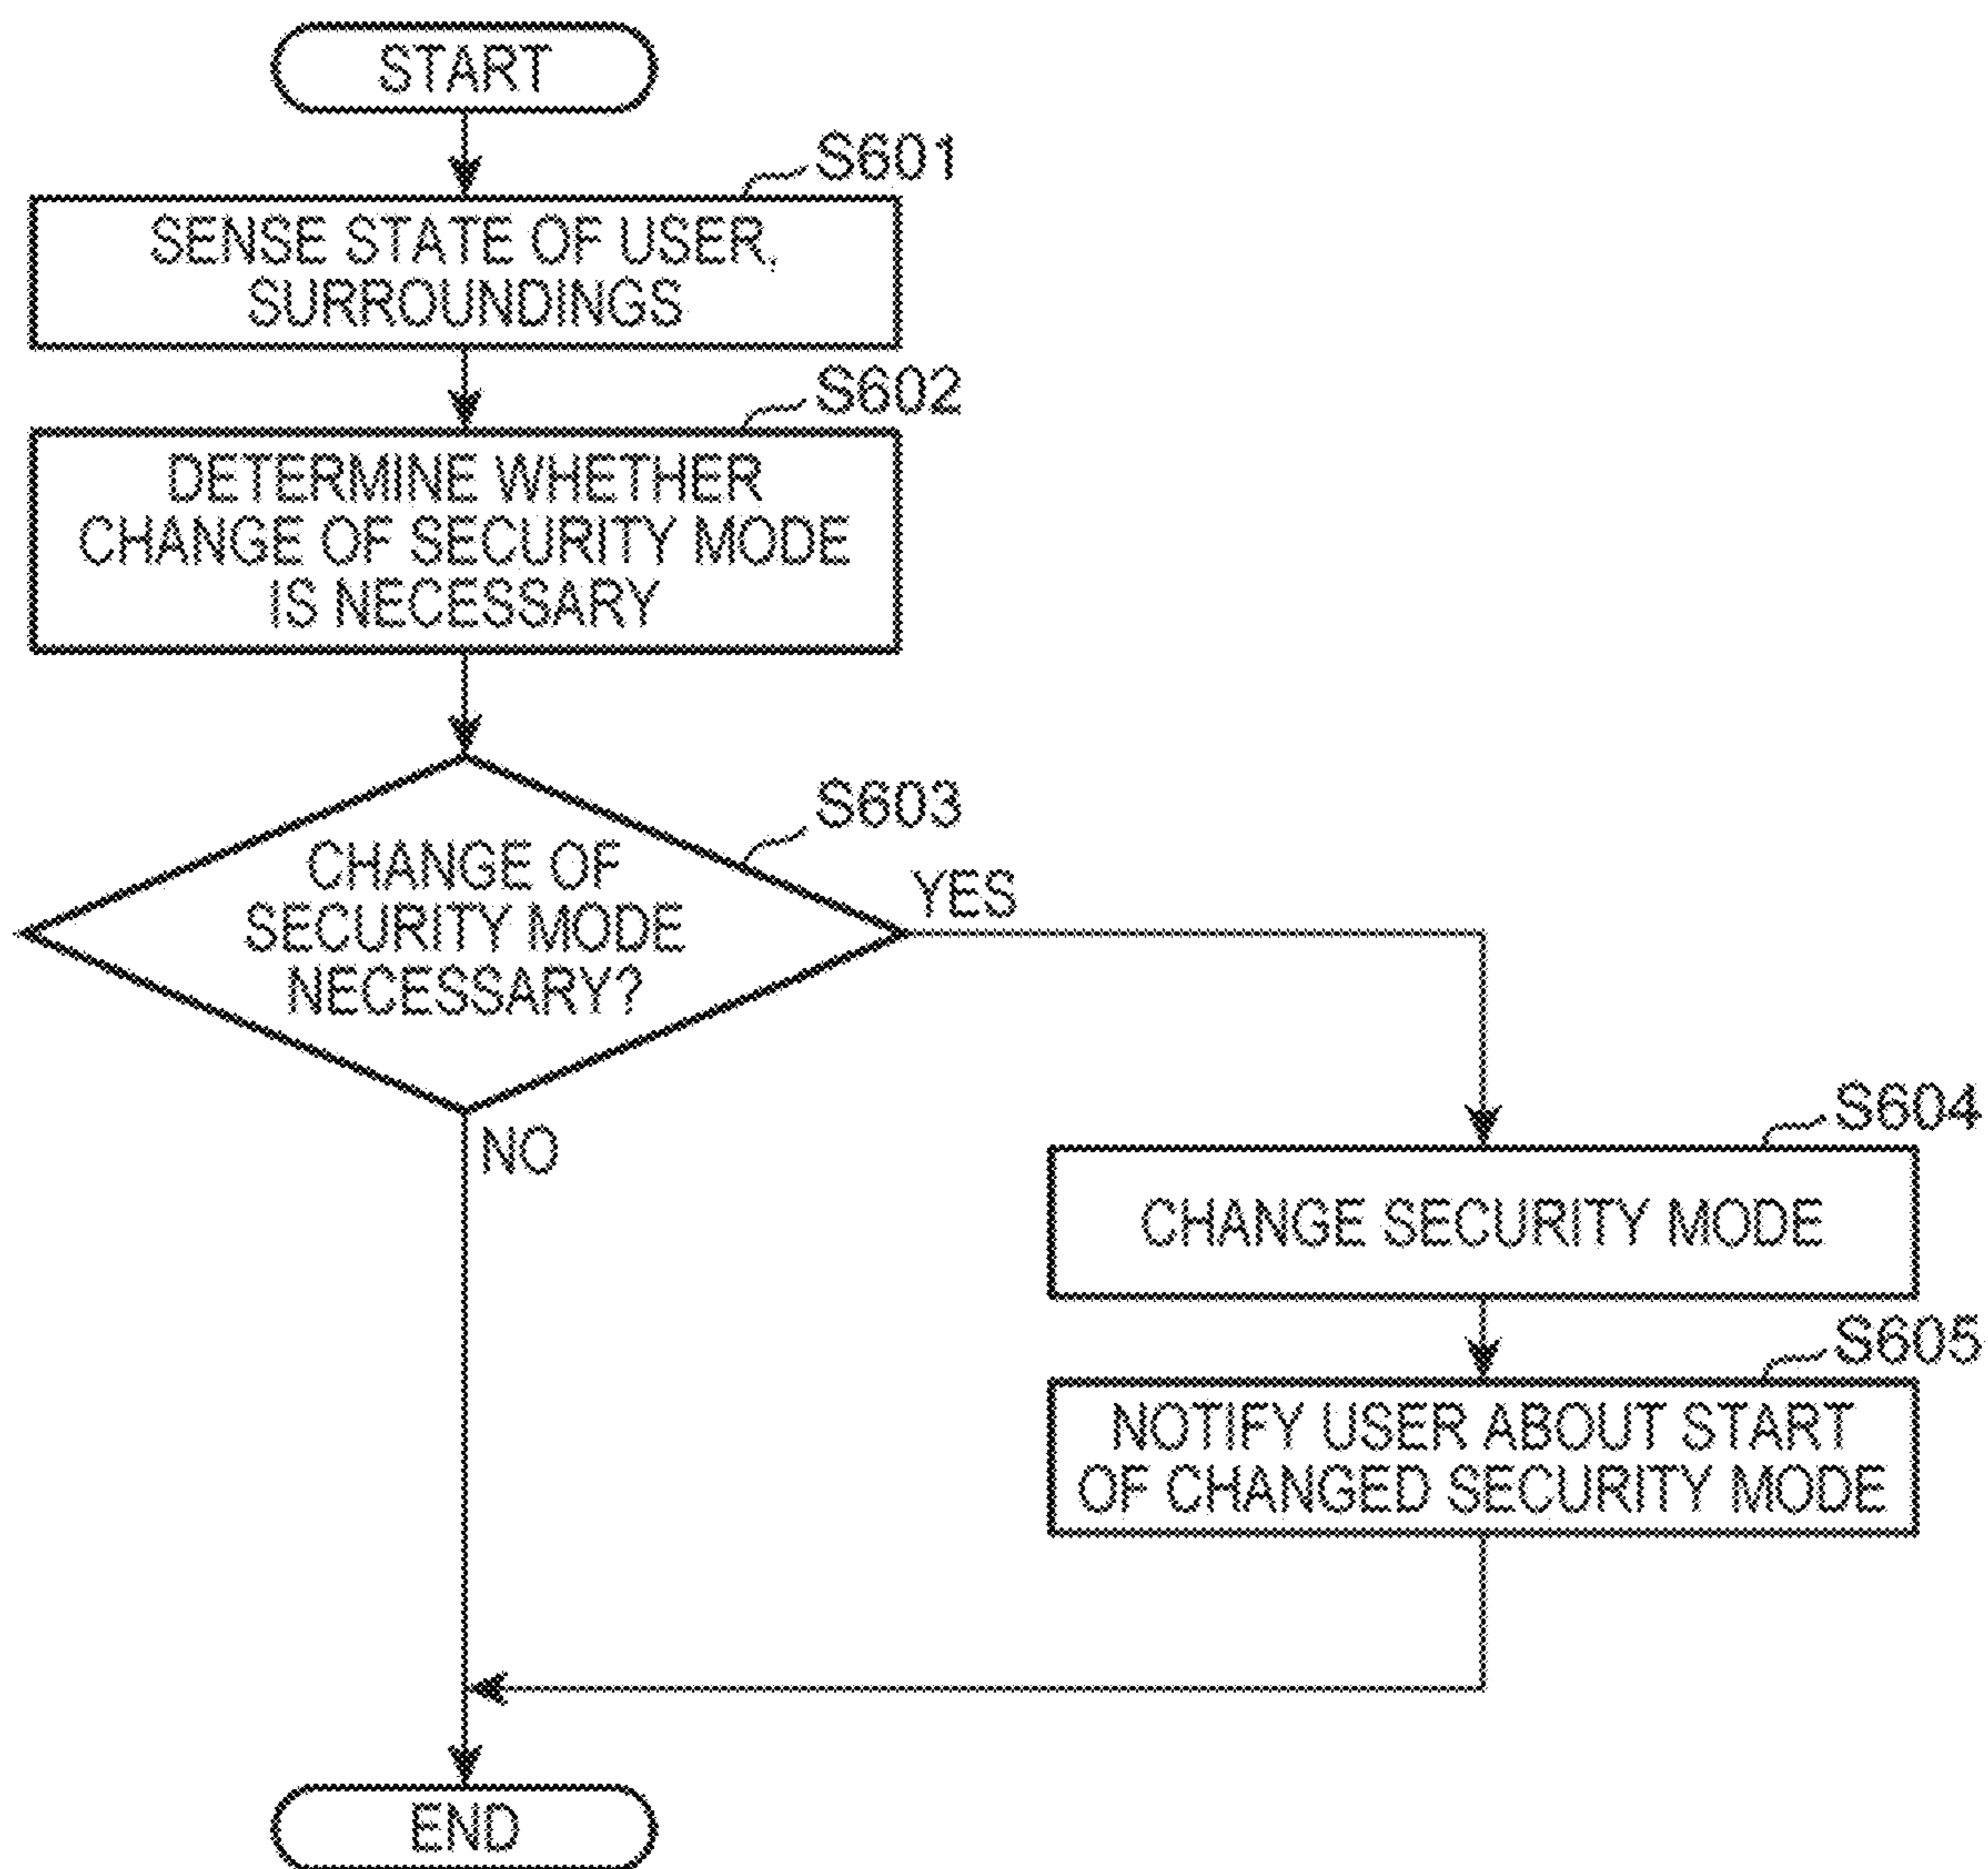 START
S601
SENSE STATE OF USER,
SURROUNDINGS
S602
DETERMINE WHETHER
CHANGE OF SECURITY MODE
IS NECESSARY
S603
CHANGE OF
SECURITY MODE
NECESSARY?
YES
NO
S604
CHANGE SECURITY MODE
S605
NOTIFY USER ABOUT START
OF CHANGED SECURITY MODE
END